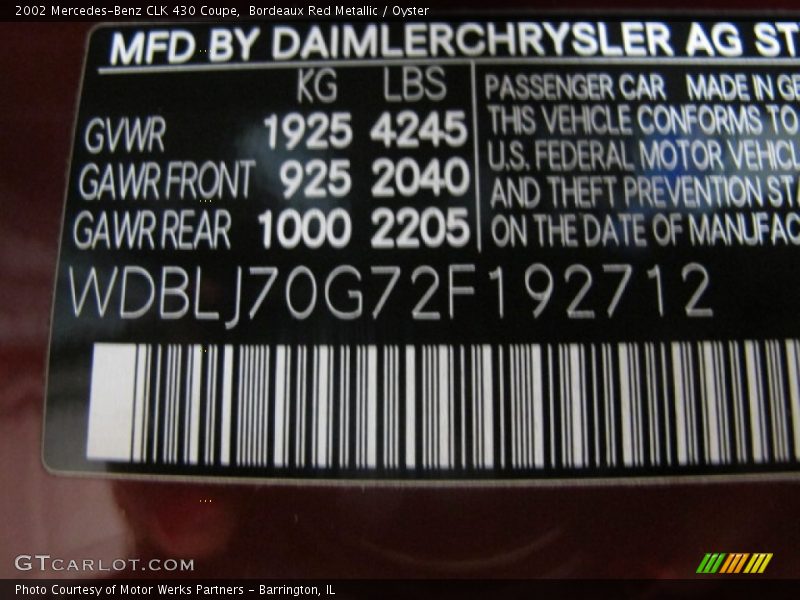 2002 Mercedes-Benz CLK 430 Coupe, Bordeaux Red Metallic / Oyster
MFD BY DAIMLERCHRYSLER AG ST
KG LBS
GVWR 1925 4245
GAWR FRONT 925 2040
GAWR REAR 1000 2205
PASSENGER CAR MADE IN GE
THIS VEHICLE CONFORMS TO
U.S. FEDERAL MOTOR VEHICL
AND THEFT PREVENTION STA
ON THE DATE OF MANUFAC
WDBLJ70G72F192712
GTCARLOT.COM
Photo Courtesy of Motor Werks Partners - Barrington, IL